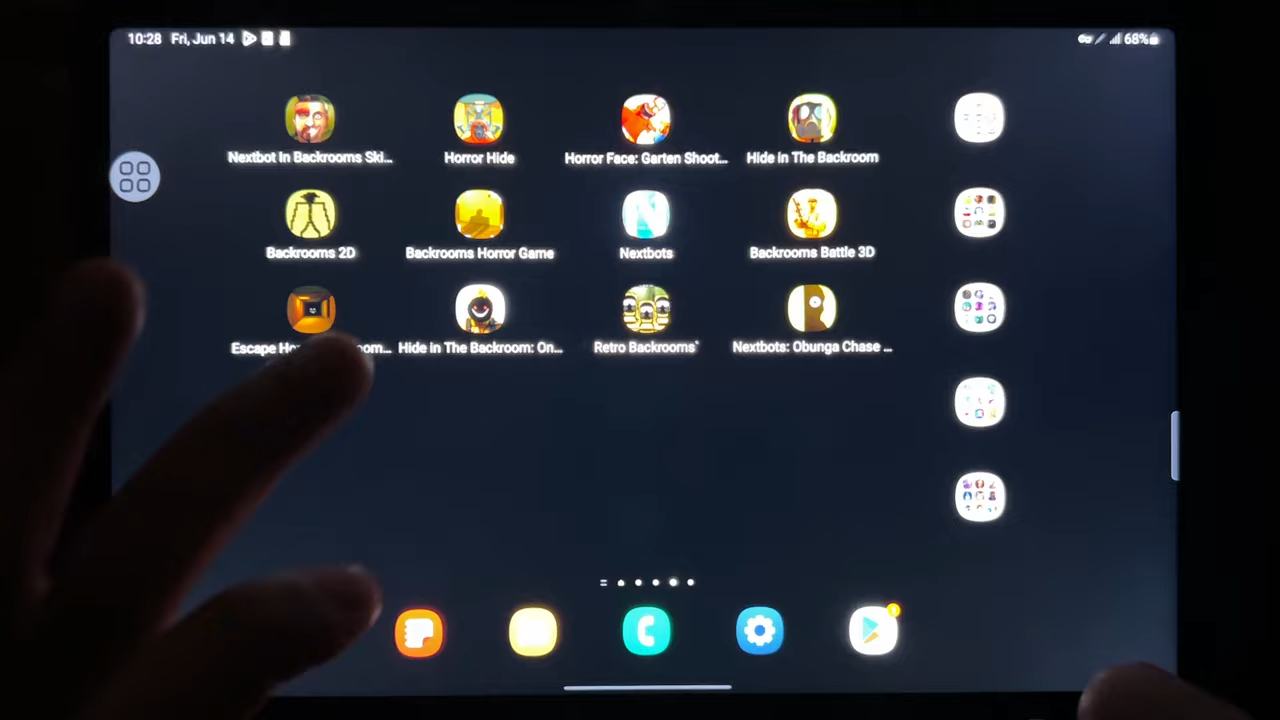 10:28 Fri, Jun 14
68%
Nextbot In Backrooms Ski...
Horror Hide
Horror Face: Garten Shoot...
Hide in The Backroom
Backrooms 2D
Backrooms Horror Game
Nextbots
Backrooms Battle 3D
Escape
Hide in The Backroom: On...
Retro Backrooms`
Nextbots: Obunga Chase ...